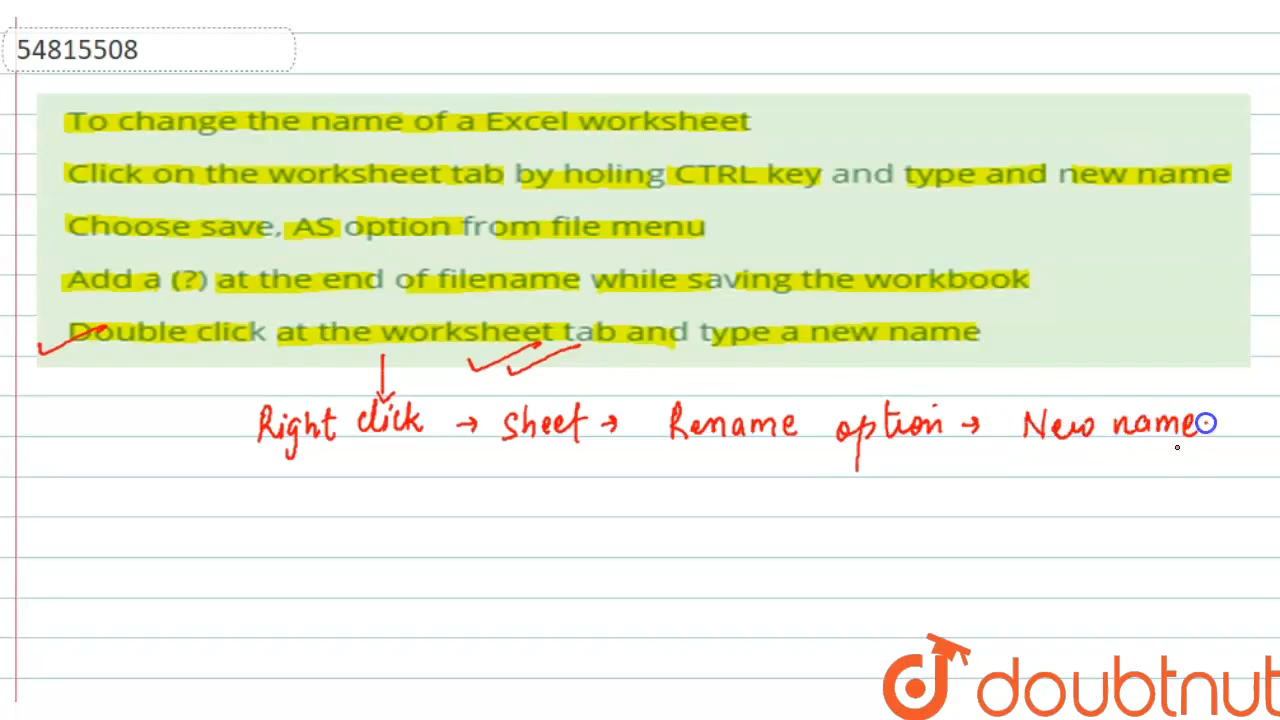 54815508
To change the name of a Excel worksheet
Click on the worksheet tab by holing CTRL key and type and new name
Choose save, AS option from file menu
Add a (?) at the end of filename while saving the workbook
Double click at the worksheet tab and type a new name
Right click → sheet → Rename option → New name
doubtnut